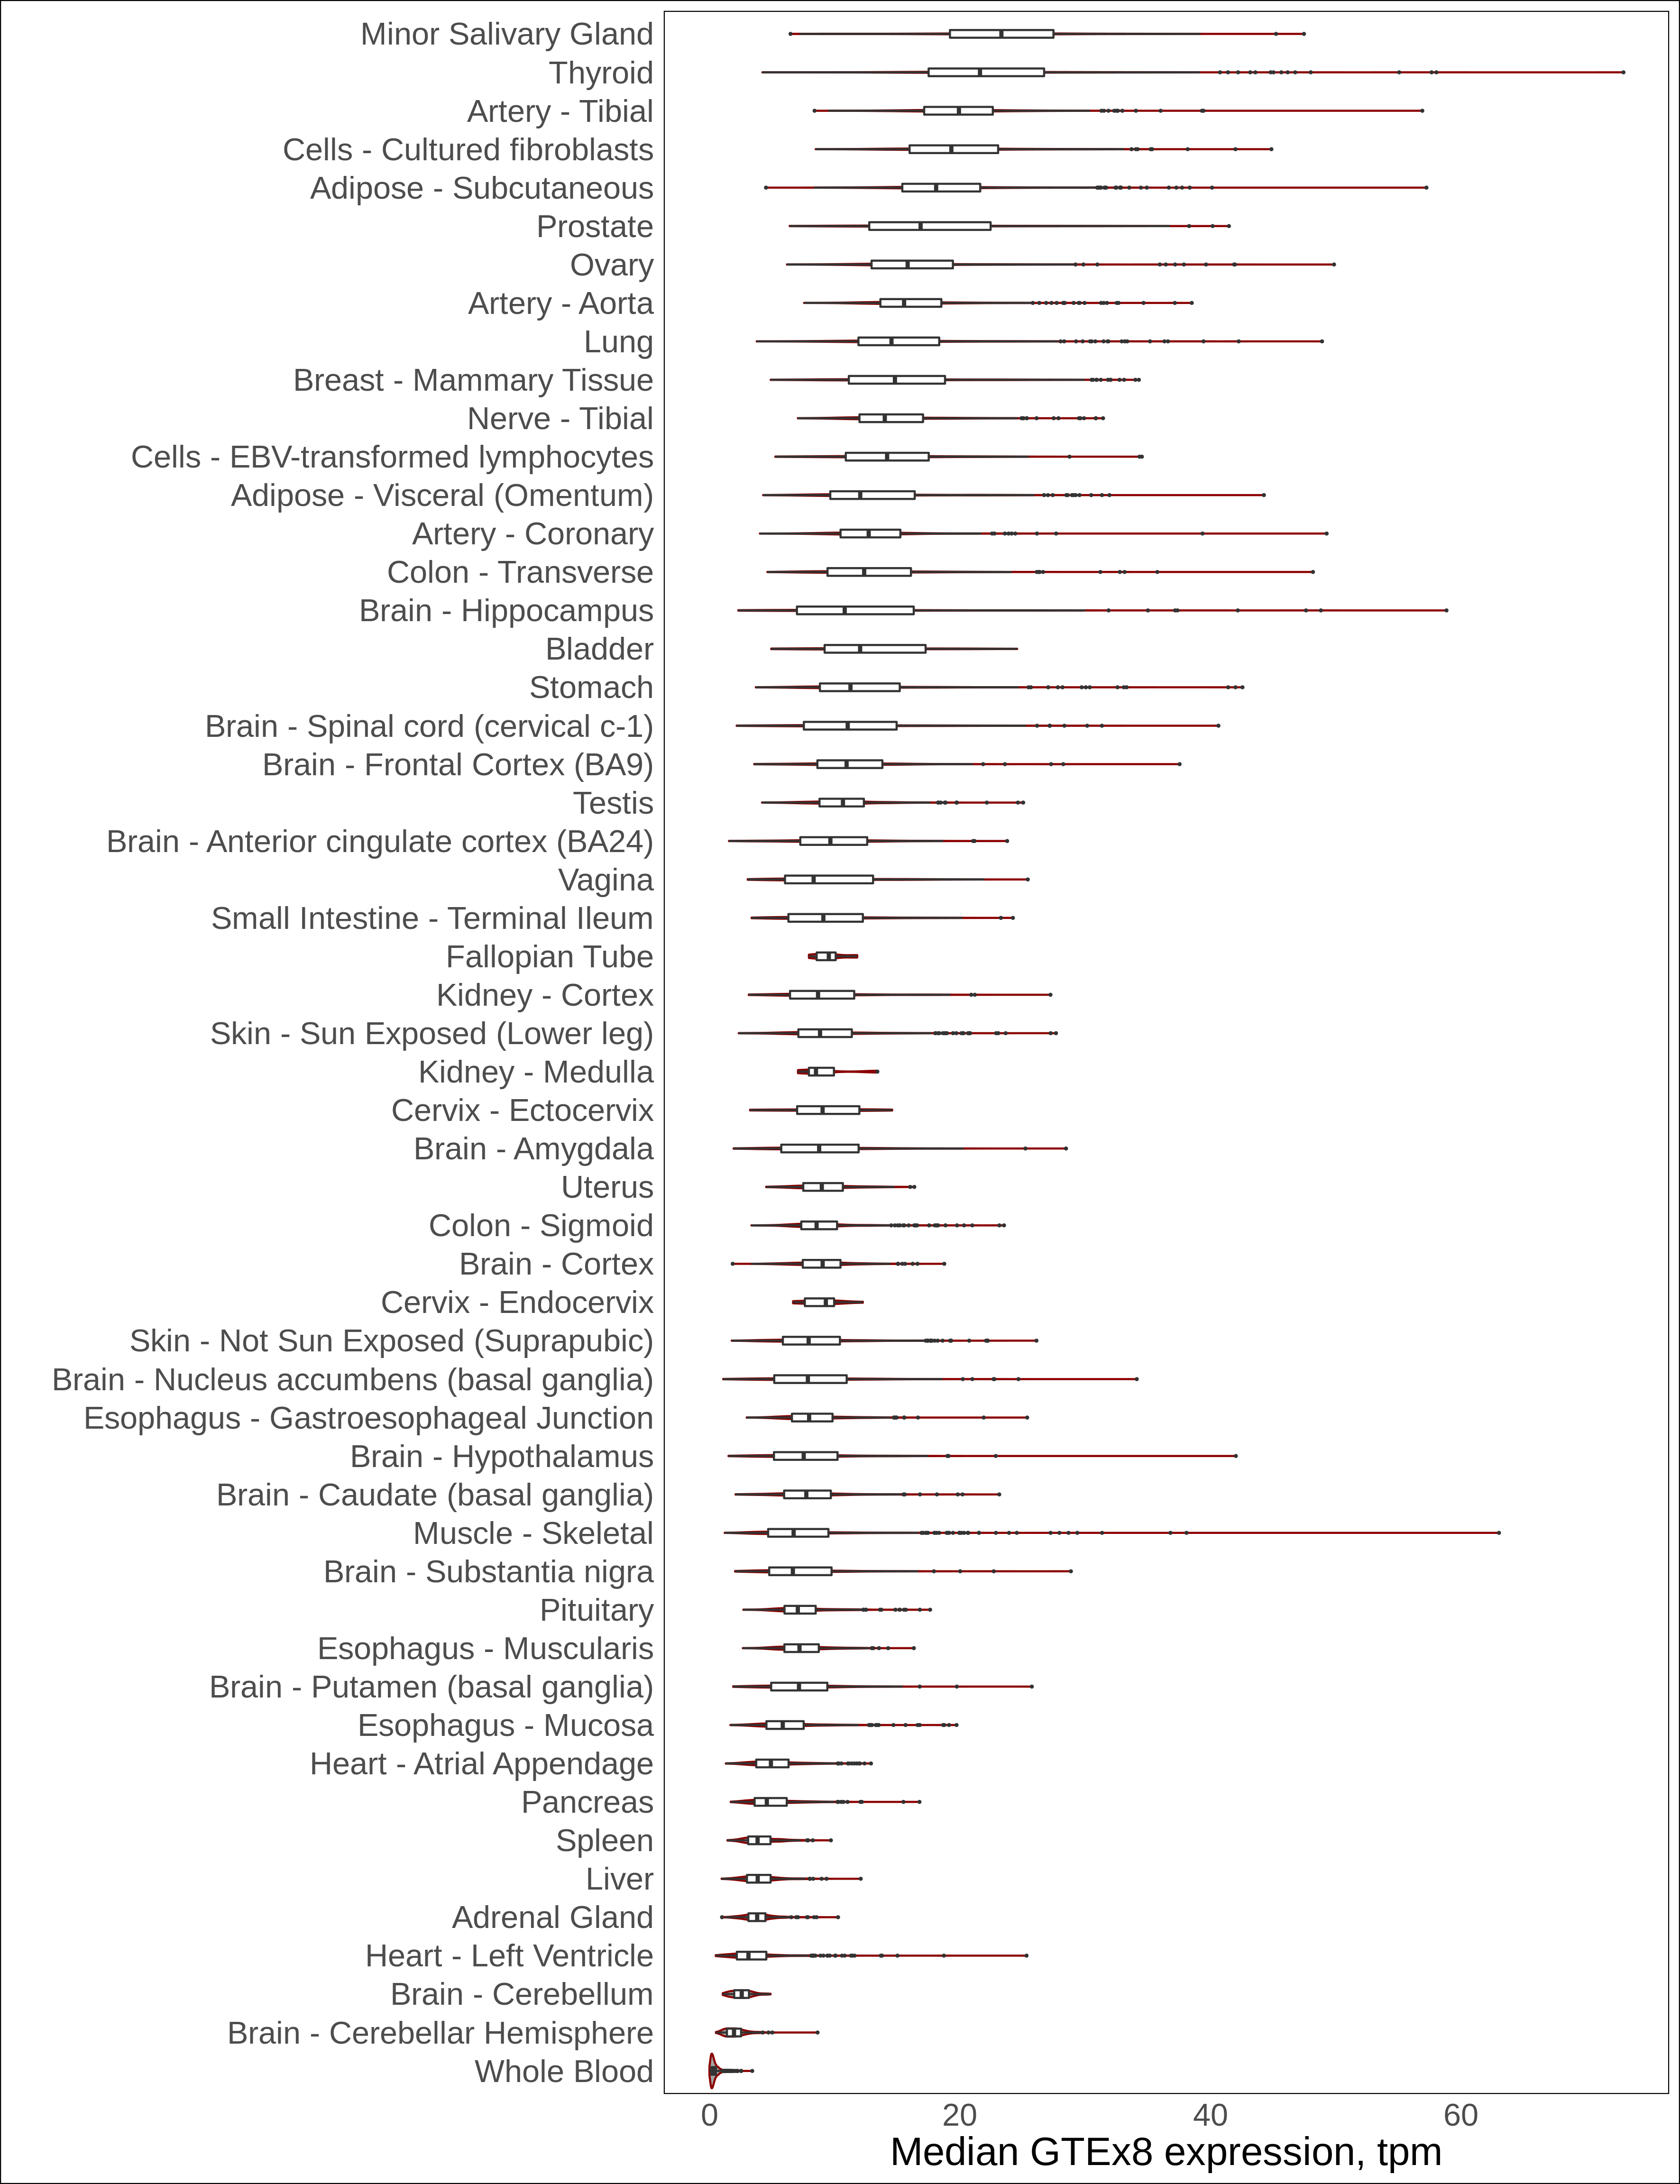 Minor Salivary Gland
Thyroid
Artery - Tibial
Cells - Cultured fibroblasts
Adipose - Subcutaneous
Prostate
Ovary
Artery - Aorta
Lung
Breast - Mammary Tissue
Nerve - Tibial
Cells - EBV-transformed lymphocytes
Adipose - Visceral (Omentum)
Artery - Coronary
Colon - Transverse
Brain - Hippocampus
Bladder
Stomach
Brain - Spinal cord (cervical c-1)
Brain - Frontal Cortex (BA9)
Testis
Brain - Anterior cingulate cortex (BA24)
Vagina
Small Intestine - Terminal Ileum
Fallopian Tube
Kidney - Cortex
Skin - Sun Exposed (Lower leg)
Kidney - Medulla
Cervix - Ectocervix
Brain - Amygdala
Uterus
Colon - Sigmoid
Brain - Cortex
Cervix - Endocervix
Skin - Not Sun Exposed (Suprapubic)
Brain - Nucleus accumbens (basal ganglia)
Esophagus - Gastroesophageal Junction
Brain - Hypothalamus
Brain - Caudate (basal ganglia)
Muscle - Skeletal
Brain - Substantia nigra
Pituitary
Esophagus - Muscularis
Brain - Putamen (basal ganglia)
Esophagus - Mucosa
Heart - Atrial Appendage
Pancreas
Spleen
Liver
Adrenal Gland
Heart - Left Ventricle
Brain - Cerebellum
Brain - Cerebellar Hemisphere
Whole Blood
0 20 40 60
Median GTEx8 expression, tpm